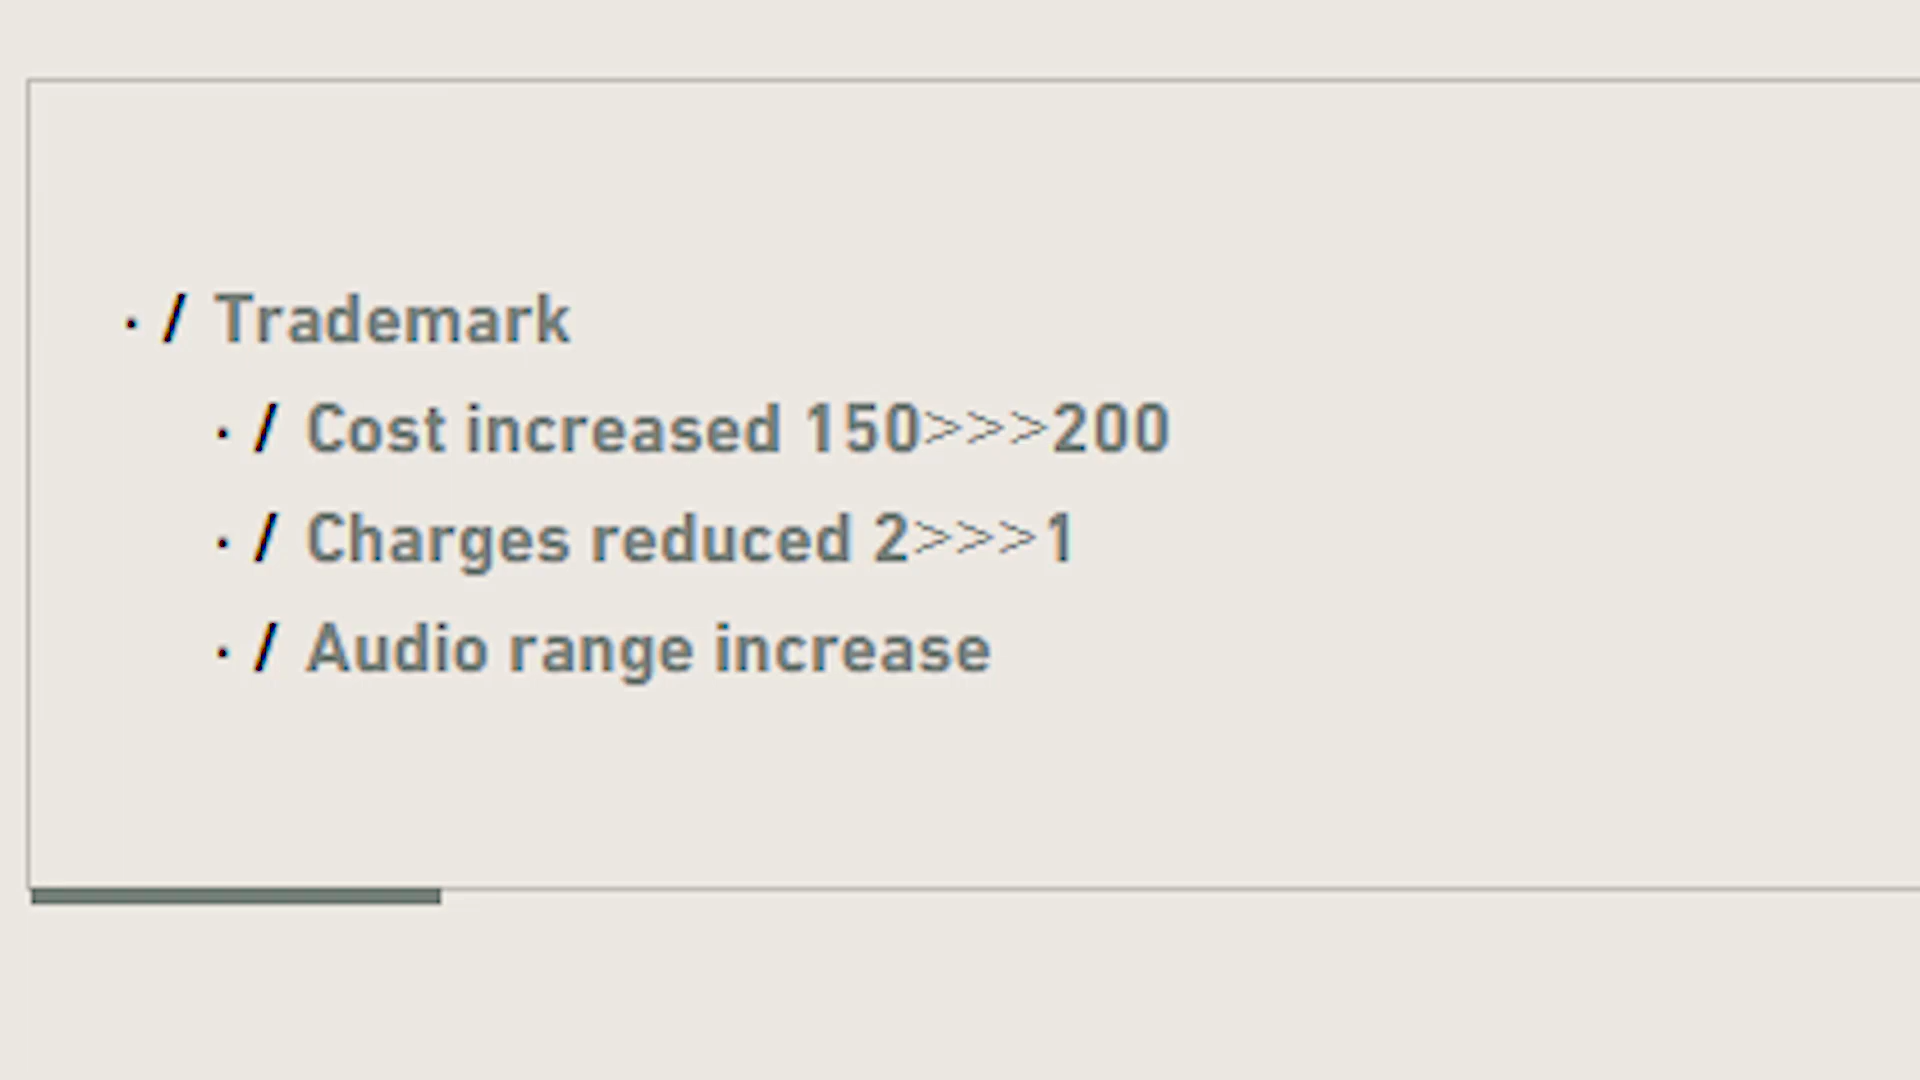 · / Trademark
· / Cost increased 150>>>200
· / Charges reduced 2>>>1
· / Audio range increase